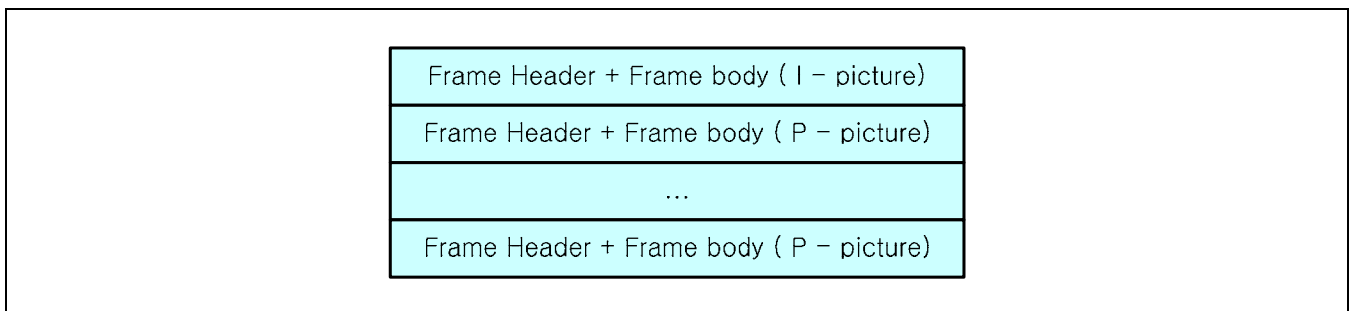 Frame Header + Frame body ( I - picture)
Frame Header + Frame body ( P - picture)
...
Frame Header + Frame body ( P - picture)